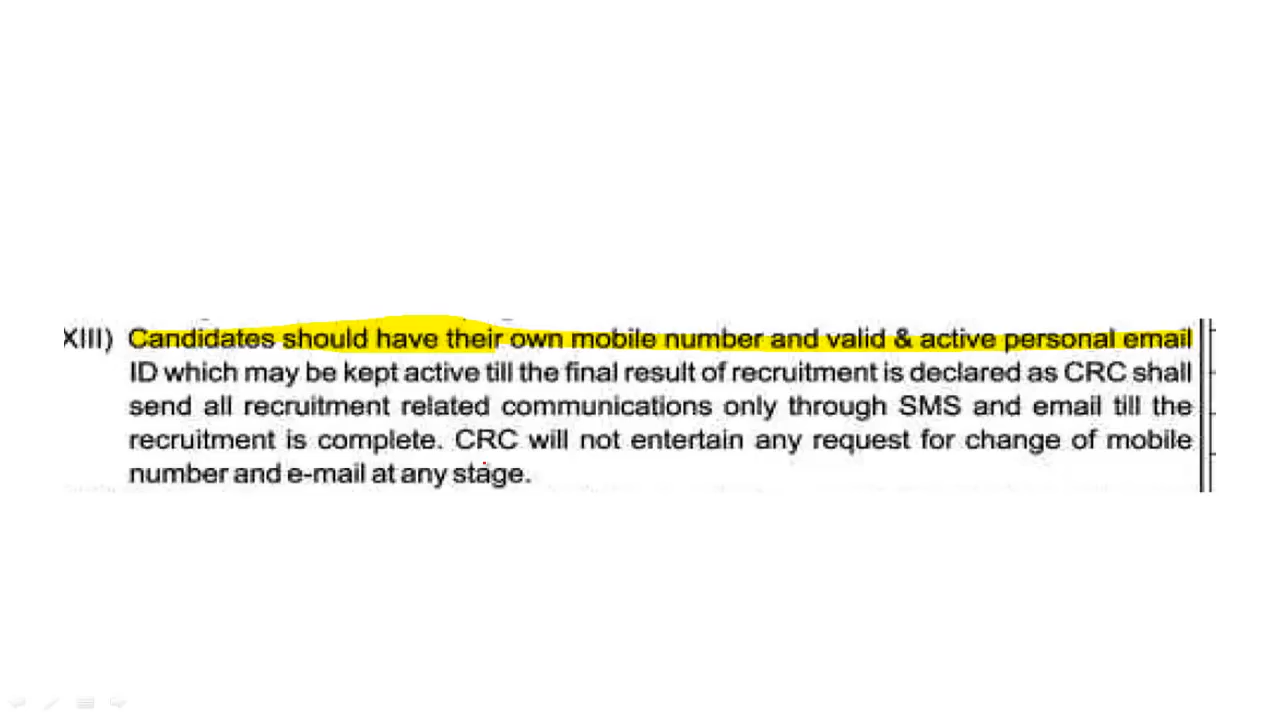 XIII) Candidates should have their own mobile number and valid & active personal email
ID which may be kept active till the final result of recruitment is declared as CRC shall
send all recruitment related communications only through SMS and email till the
recruitment is complete. CRC will not entertain any request for change of mobile
number and e-mail at any stage.